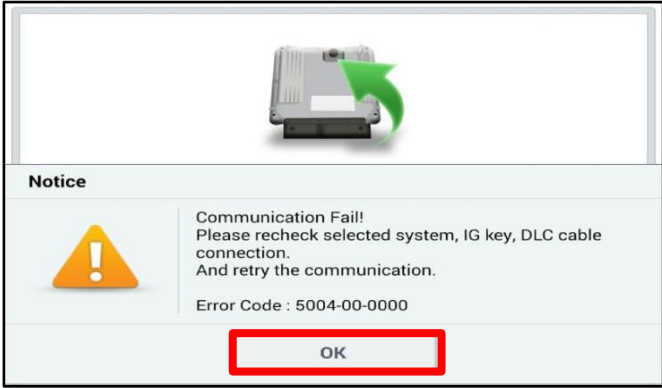 Notice
Communication Fail!
Please recheck selected system, IG key, DLC cable
connection.
And retry the communication.
Error Code : 5004-00-0000
OK